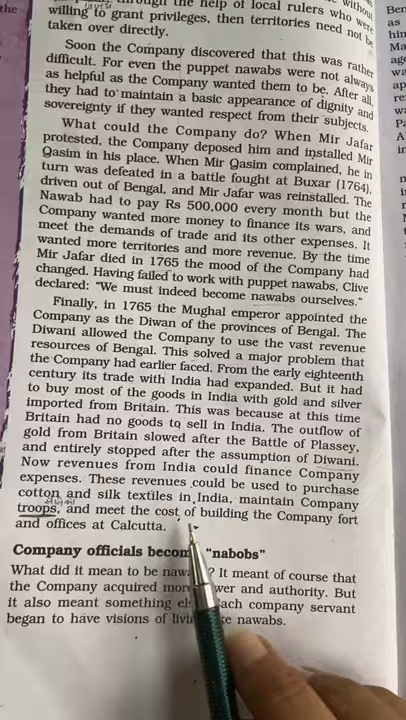 through the help of local rulers who were
willing to grant privileges, then territories need not be
taken over directly.
Soon the Company discovered that this was rather
difficult. For even the puppet nawabs were not always
as helpful as the Company wanted them to be. After all,
they had to maintain a basic appearance of dignity and
sovereignty if they wanted respect from their subjects.
What could the Company do? When Mir Jafar
protested, the Company deposed him and installed Mir
Qasim in his place. When Mir Qasim complained, he in
turn was defeated in a battle fought at Buxar (1764),
driven out of Bengal, and Mir Jafar was reinstalled. The
Nawab had to pay Rs 500,000 every month but the
Company wanted more money to finance its wars, and
meet the demands of trade and its other expenses. It
wanted more territories and more revenue. By the time
Mir Jafar died in 1765 the mood of the Company had
changed. Having failed to work with puppet nawabs, Clive
declared: “We must indeed become nawabs ourselves.”
Finally, in 1765 the Mughal emperor appointed the
Company as the Diwan of the provinces of Bengal. The
Diwani allowed the Company to use the vast revenue
resources of Bengal. This solved a major problem that
the Company had earlier faced. From the early eighteenth
century its trade with India had expanded. But it had
to buy most of the goods in India with gold and silver
imported from Britain. This was because at this time
Britain had no goods to sell in India. The outflow of
gold from Britain slowed after the Battle of Plassey,
and entirely stopped after the assumption of Diwani.
Now revenues from India could finance Company
expenses. These revenues could be used to purchase
cotton and silk textiles in India, maintain Company
troops, and meet the cost of building the Company fort
and offices at Calcutta.
Company officials become “nabobs”
What did it mean to be ? It meant of course that
the Company acquired more and authority. But
it also meant something each company servant
began to have visions of nawabs.